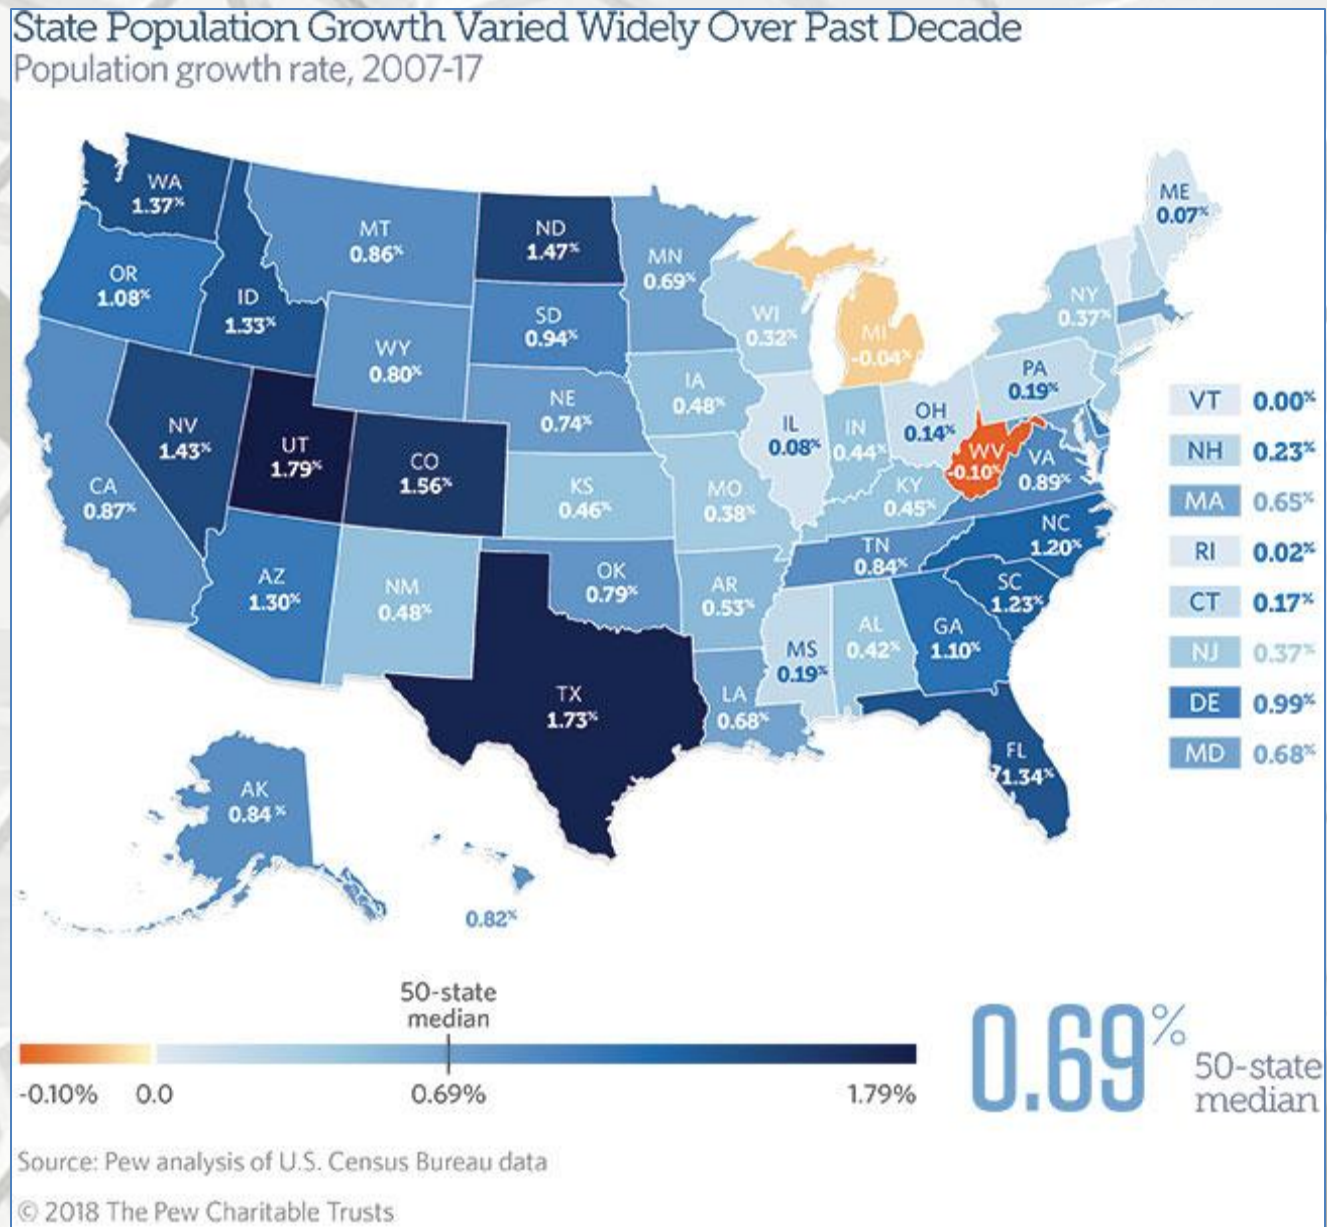 State Population Growth Varied Widely Over Past Decade
Population growth rate, 2007-17
WA
1.37%
MT
0.86%
ND
1.47%
MN
0.69%
ME
0.07%
OR
1.08%
ID
1.33%
SD
0.94%
WI
0.32%
MI
-0.04%
NY
0.37%
WY
0.80%
PA
0.19%
NE
0.74%
IA
0.48%
IL
0.08%
IN
0.44%
OH
0.14%
NV
1.43%
UT
1.79%
CO
1.56%
WV
-0.10%
VA
0.89%
CA
0.87%
KS
0.46%
MO
0.38%
KY
0.45%
NC
1.20%
AZ
1.30%
NM
0.48%
OK
0.79%
AR
0.53%
TN
0.84%
SC
1.23%
MS
0.19%
AL
0.42%
GA
1.10%
TX
1.73%
LA
0.68%
FL
1.34%
AK
0.84%
0.82%
VT 0.00%
NH 0.23%
MA 0.65%
RI 0.02%
CT 0.17%
NJ 0.37%
DE 0.99%
MD 0.68%
50-state
median
-0.10% 0.0 0.69% 1.79%
0.69%
50-state
median
Source: Pew analysis of U.S. Census Bureau data
© 2018 The Pew Charitable Trusts